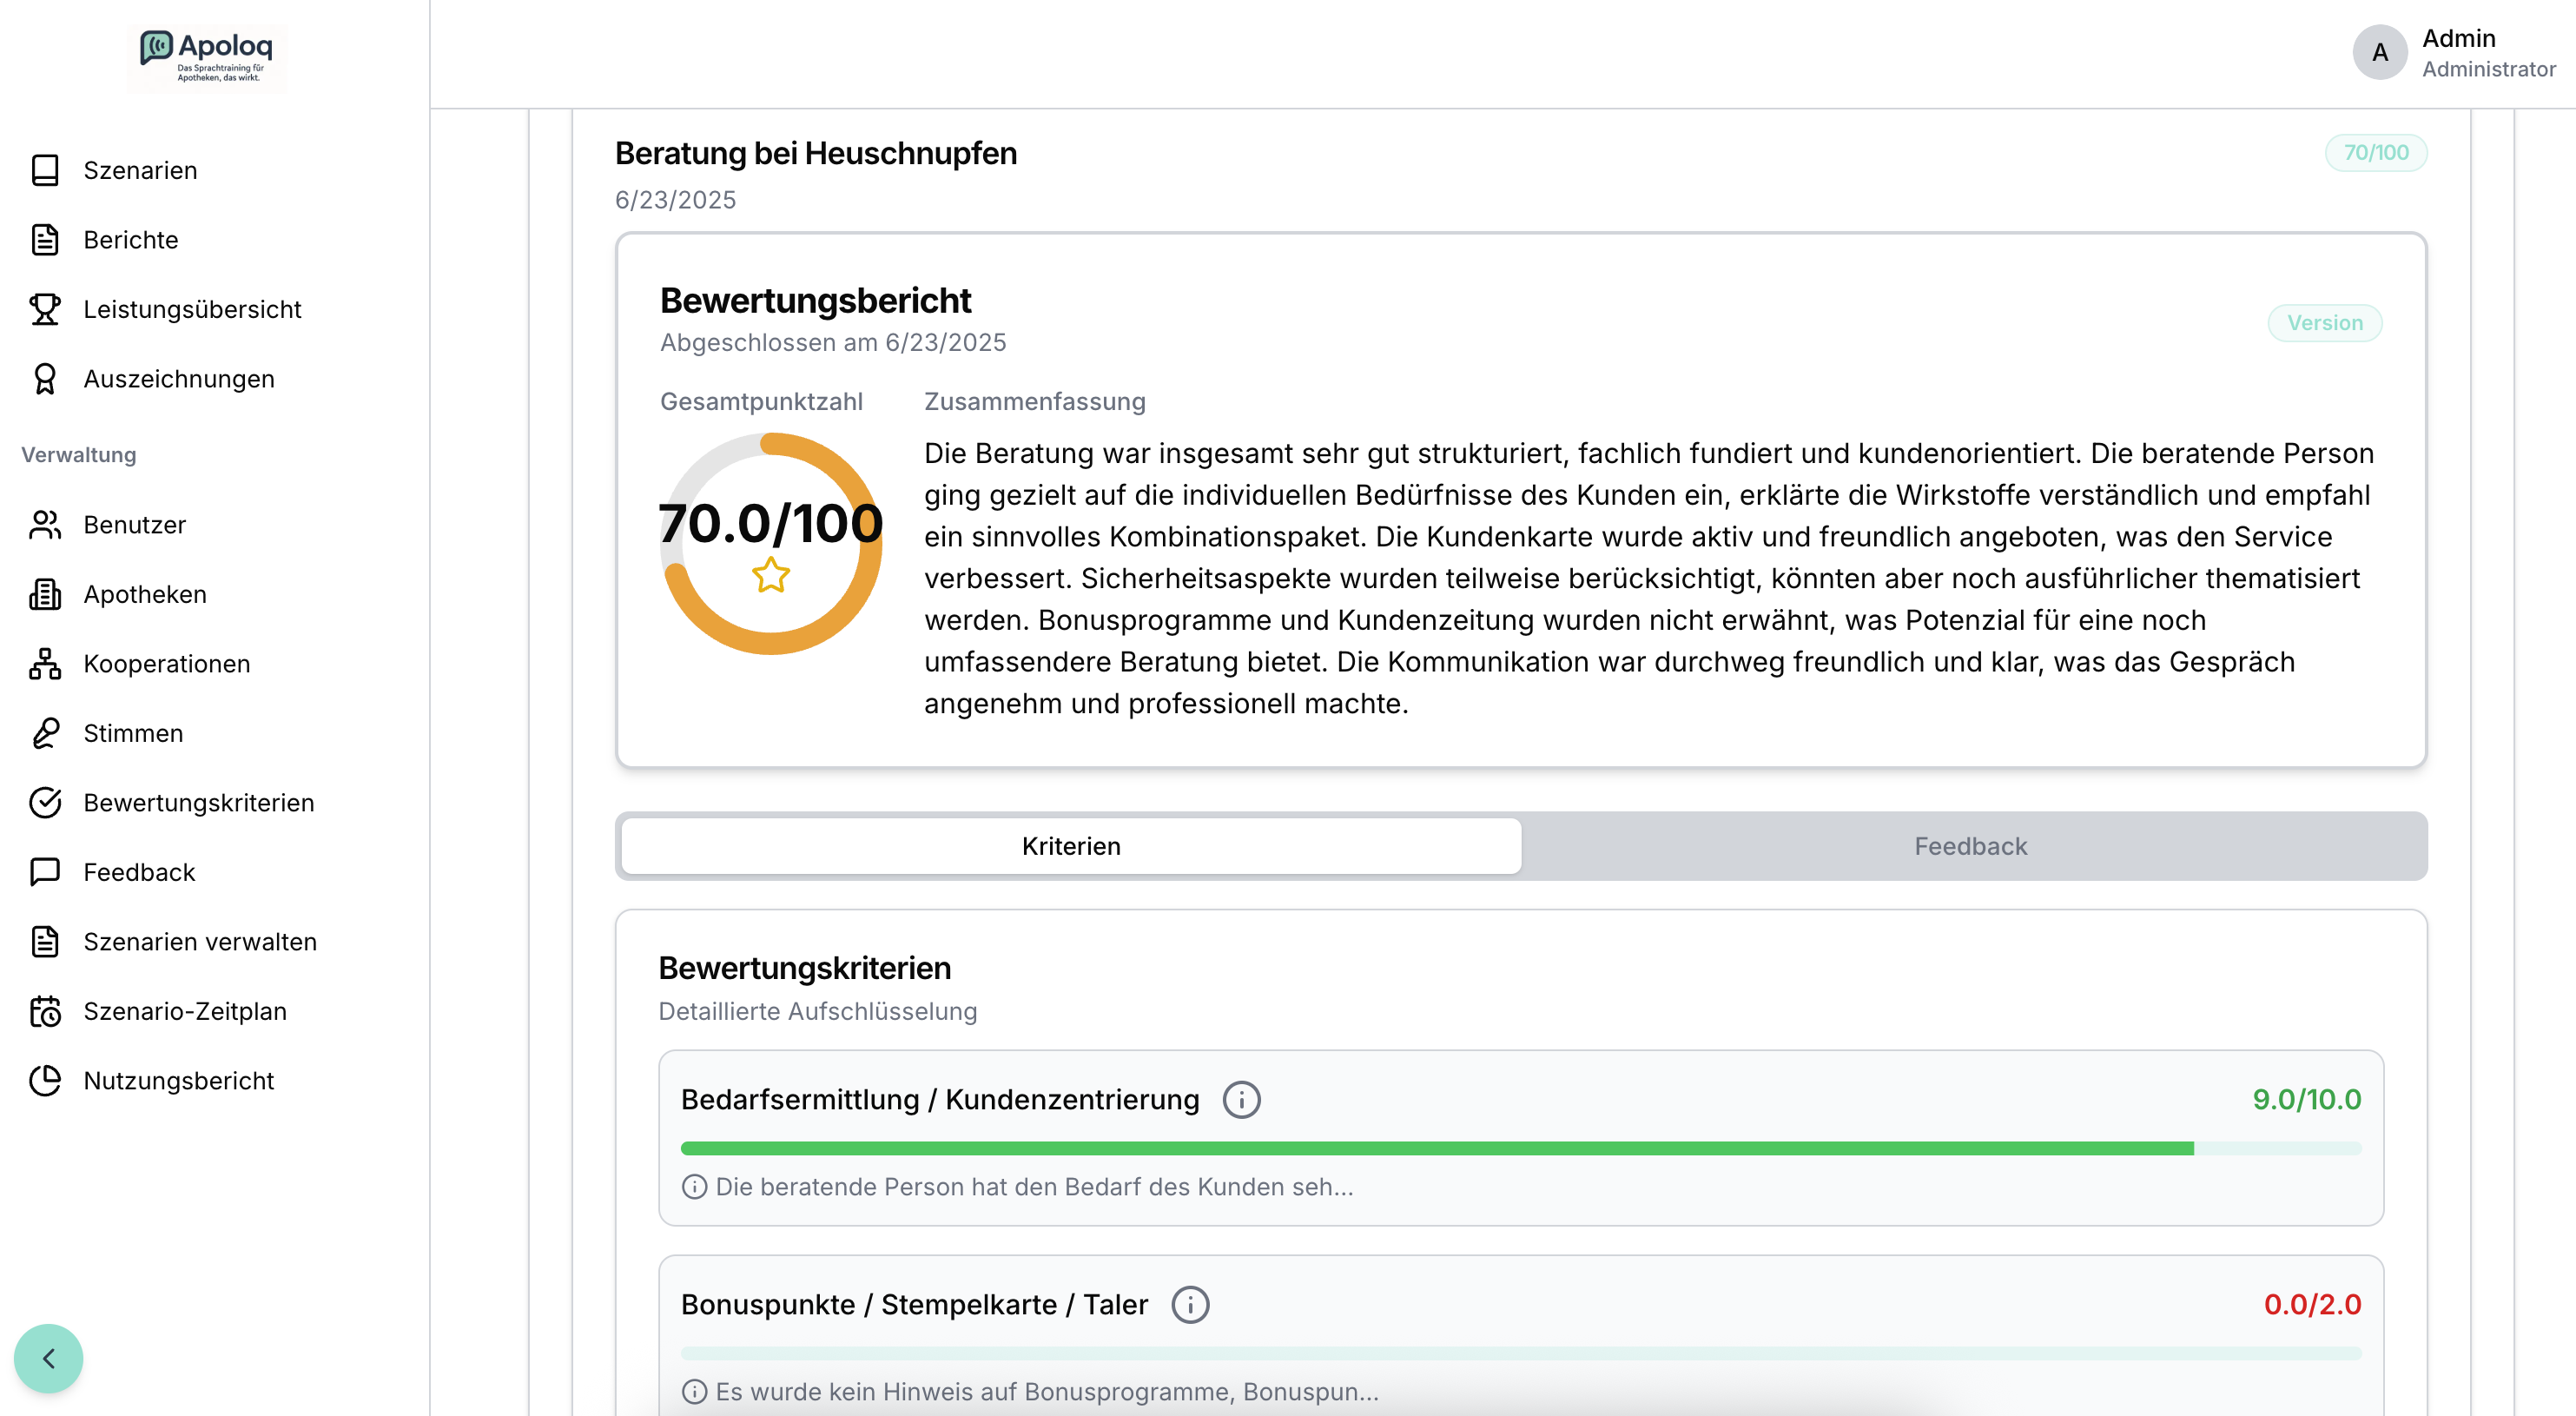 Apoloq
Das Sprachtraining für
Apotheken, das wirkt.
A
Admin
Administrator
Szenarien
Berichte
Leistungsübersicht
Auszeichnungen
Verwaltung
Benutzer
Apotheken
Kooperationen
Stimmen
Bewertungskriterien
Feedback
Szenarien verwalten
Szenario-Zeitplan
Nutzungsbericht
Beratung bei Heuschnupfen
70/100
6/23/2025
Bewertungsbericht
Abgeschlossen am 6/23/2025
Version
Gesamtpunktzahl
70.0/100
Zusammenfassung
Die Beratung war insgesamt sehr gut strukturiert, fachlich fundiert und kundenorientiert. Die beratende Person
ging gezielt auf die individuellen Bedürfnisse des Kunden ein, erklärte die Wirkstoffe verständlich und empfahl
ein sinnvolles Kombinationspaket. Die Kundenkarte wurde aktiv und freundlich angeboten, was den Service
verbessert. Sicherheitsaspekte wurden teilweise berücksichtigt, könnten aber noch ausführlicher thematisiert
werden. Bonusprogramme und Kundenzeitung wurden nicht erwähnt, was Potenzial für eine noch
umfassendere Beratung bietet. Die Kommunikation war durchweg freundlich und klar, was das Gespräch
angenehm und professionell machte.
Kriterien
Feedback
Bewertungskriterien
Detaillierte Aufschlüsselung
Bedarfsermittlung / Kundenzentrierung
9.0/10.0
Die beratende Person hat den Bedarf des Kunden seh...
Bonuspunkte / Stempelkarte / Taler
0.0/2.0
Es wurde kein Hinweis auf Bonusprogramme, Bonuspun...